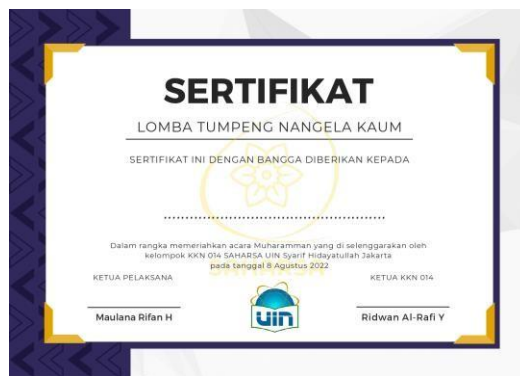 SERTIFIKAT
LOMBA TUMPENG NANGELA KAUM
SERTIFIKAT INI DENGAN BANGGA DIBERIKAN KEPADA
......................................................
Dalam rangka memeriahkan acara Muharamman yang di selenggarakan oleh
kelompok KKN 014 SAHARSA UIN Syarif Hidayatullah Jakarta
pada tanggal 8 Agustus 2022
SAHARSA
KETUA PELAKSANA
KETUA KKN 014
UIN
Maulana Rifan H
Ridwan Al-Rafi Y